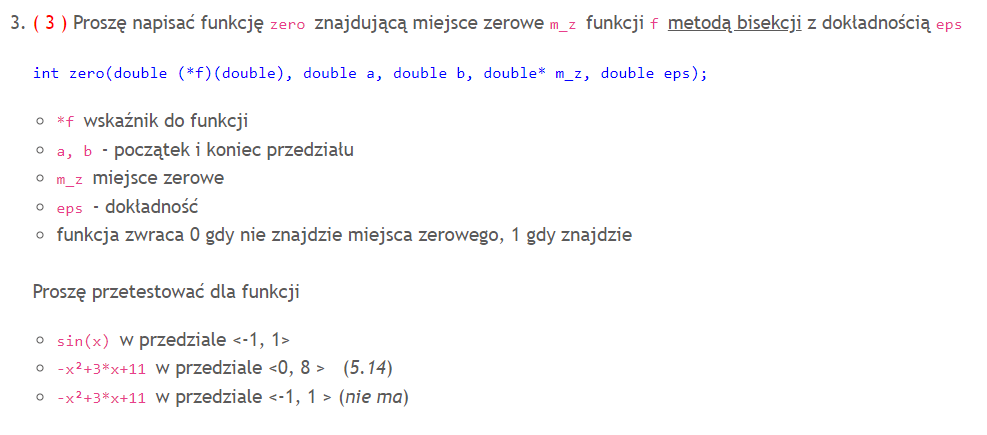 3. ( 3 ) Proszę napisać funkcję zero znajdującą miejsce zerowe m_z funkcji f metodą bisekcji z dokładnością eps
int zero(double (*f)(double), double a, double b, double* m_z, double eps);
○ *f wskaźnik do funkcji
○ a, b - początek i koniec przedziału
○ m_z miejsce zerowe
○ eps - dokładność
○ funkcja zwraca 0 gdy nie znajdzie miejsca zerowego, 1 gdy znajdzie
Proszę przetestować dla funkcji
○ sin(x) w przedziale <-1, 1>
○ -x²+3*x+11 w przedziale <0, 8 > (5.14)
○ -x²+3*x+11 w przedziale <-1, 1 > (nie ma)